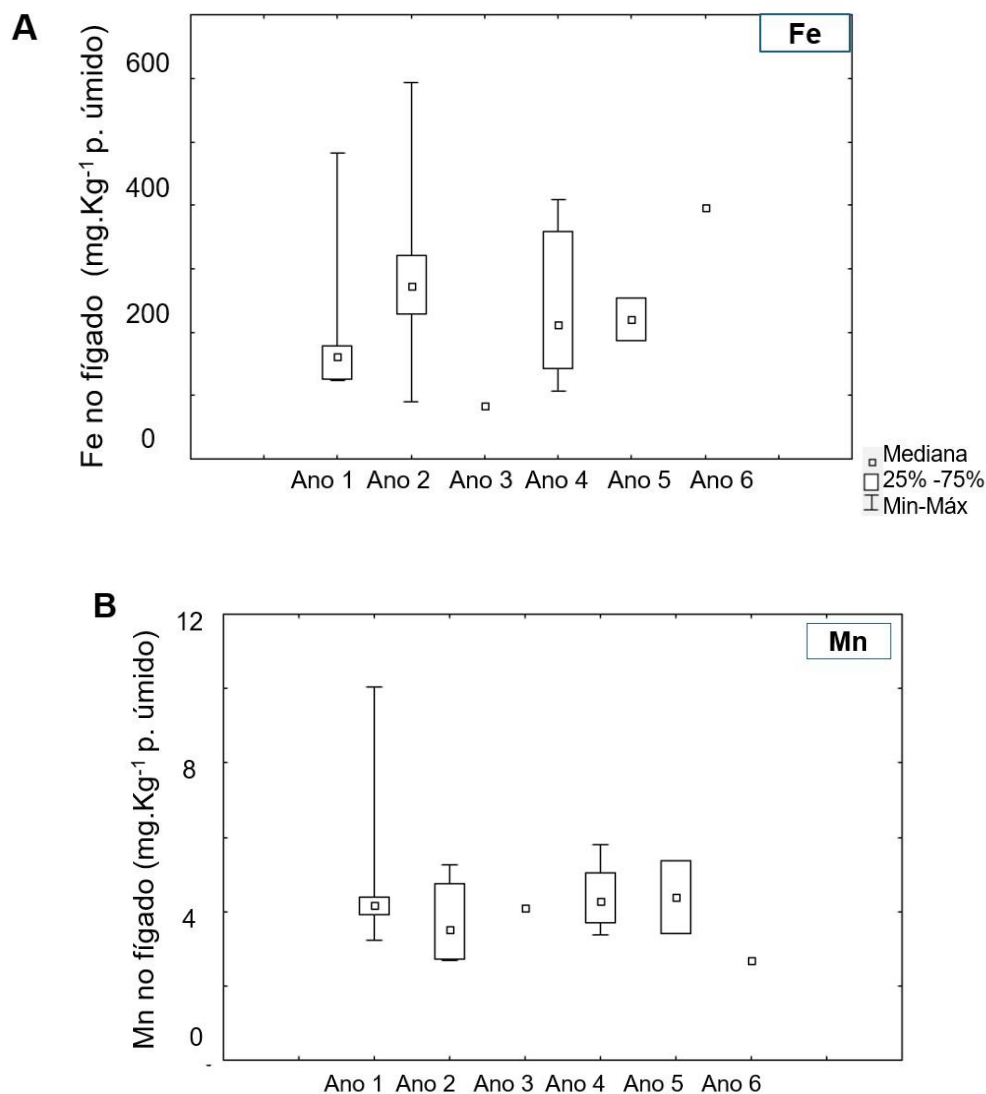 A
Fe
Fe no fígado (mg.Kg-1 p. úmido)
600
400
200
0
Ano 1 Ano 2 Ano 3 Ano 4 Ano 5 Ano 6
Mediana
25% -75%
Min-Máx
B
Mn
Mn no fígado (mg.Kg-1 p. úmido)
12
8
4
0
-
Ano 1 Ano 2 Ano 3 Ano 4 Ano 5 Ano 6